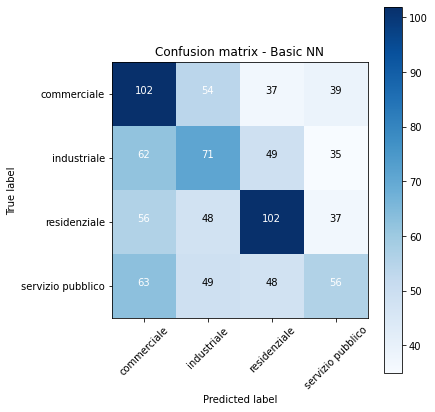 Confusion matrix - Basic NN
commerciale 102 54 37 39
industriale 62 71 49 35
residenziale 56 48 102 37
servizio pubblico 63 49 48 56
commerciale industriale residenziale servizio pubblico
True label
Predicted label
100
90
80
70
60
50
40